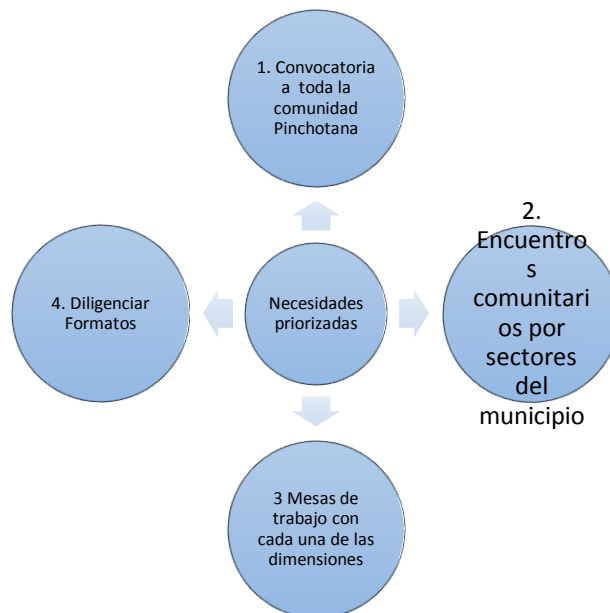 1. Convocatoria
a toda la
comunidad
Pinchotana
2.
Encuentro
s
comunitari
os por
sectores
del
municipio
4. Diligenciar
Formatos
Necesidades
priorizadas
3 Mesas de
trabajo con
cada una de las
dimensiones